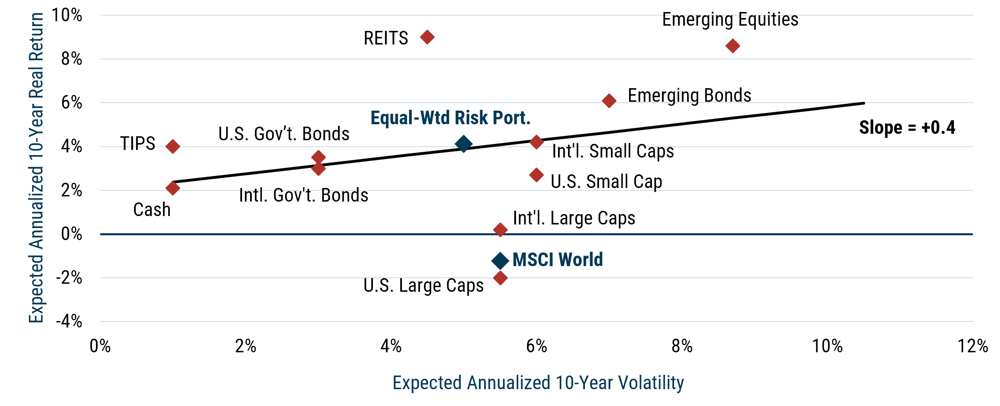 Expected Annualized 10-Year Real Return
10%
8%
6%
4%
2%
0%
-2%
-4%
Emerging Equities
REITS
Emerging Bonds
Equal-Wtd Risk Port.
Slope = +0.4
U.S. Gov’t. Bonds
TIPS
Int'l. Small Caps
U.S. Small Cap
Intl. Gov't. Bonds
Cash
Int'l. Large Caps
MSCI World
U.S. Large Caps
0%
2%
4%
6%
8%
10%
12%
Expected Annualized 10-Year Volatility